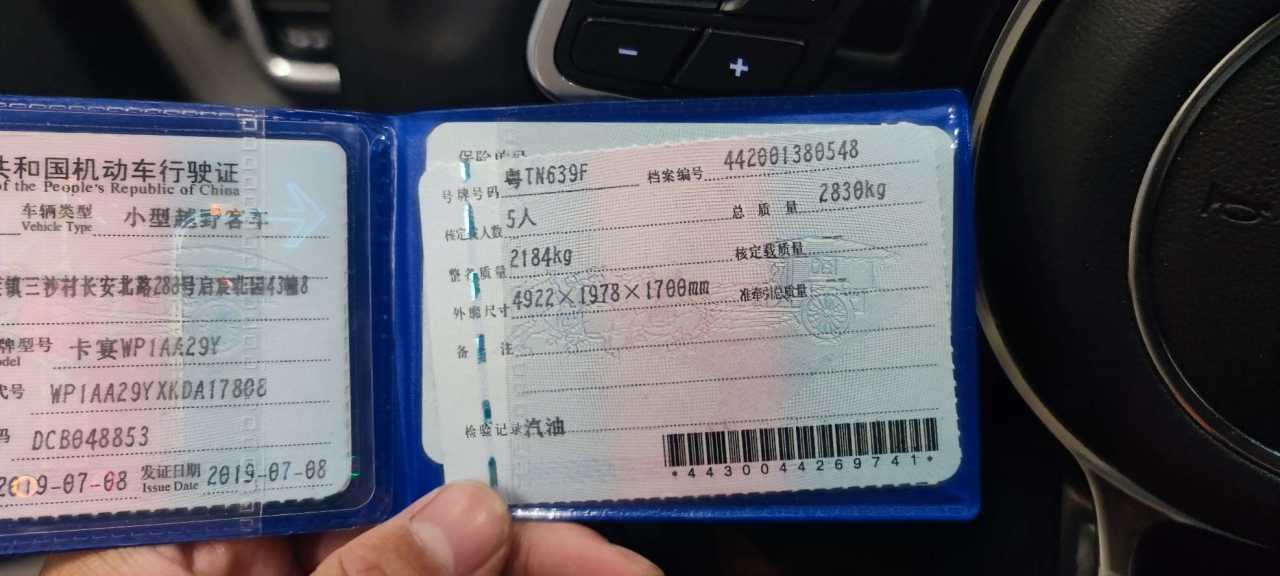 共和国机动车行驶证
of the People's Republic of China
车辆类型 小型越野客车
Vehicle Type
镇三沙村长安北路288号启宸花园43幢8
牌型号 卡宴WP1AA29Y
odel
代号 WP1AA29YXKDA17808
码 DCB048853
2019-07-08 发证日期 2019-07-08
Issue Date
保险
号牌号码 粤TN639F 档案编号 442001380548
核定载人数 5人 总质量 2830kg
整备质量 2184kg 核定载质量
外廓尺寸 4922×1978×1700mm 准牵引总质量
备注
检验记录 汽油
*4430044269741*